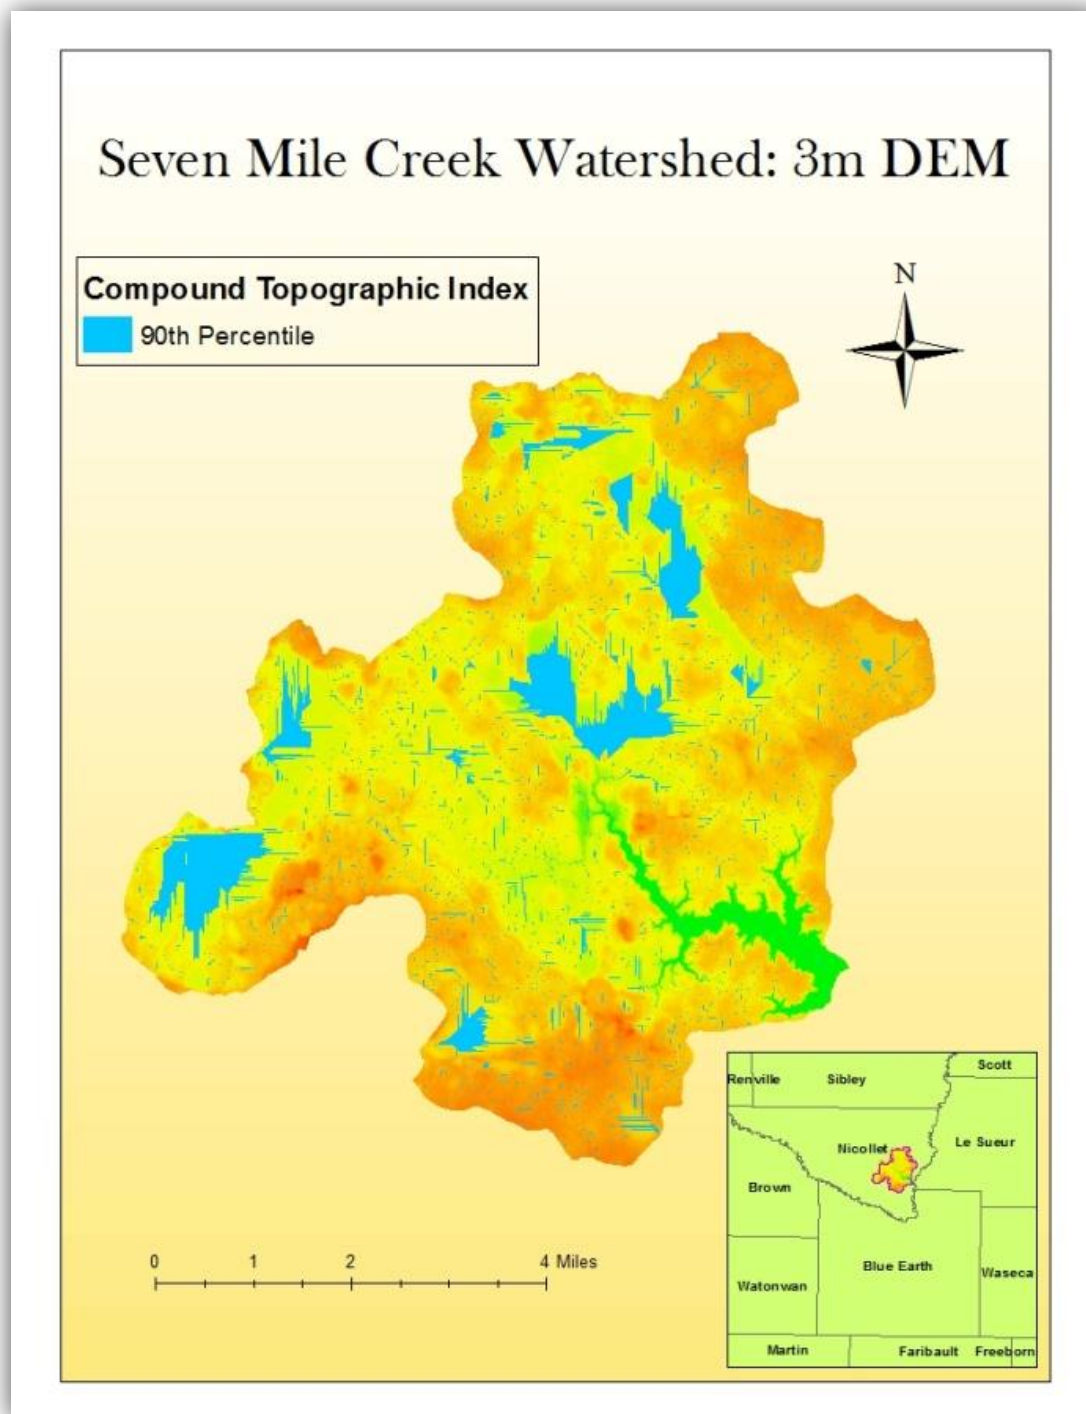 Seven Mile Creek Watershed: 3m DEM
Compound Topographic Index
90th Percentile
N
0 1 2 4 Miles
Scott
Renville Sibley
Nicollet Le Sueur
Brown
Blue Earth Waseca
Watonwan
Martin Faribault Freeborn